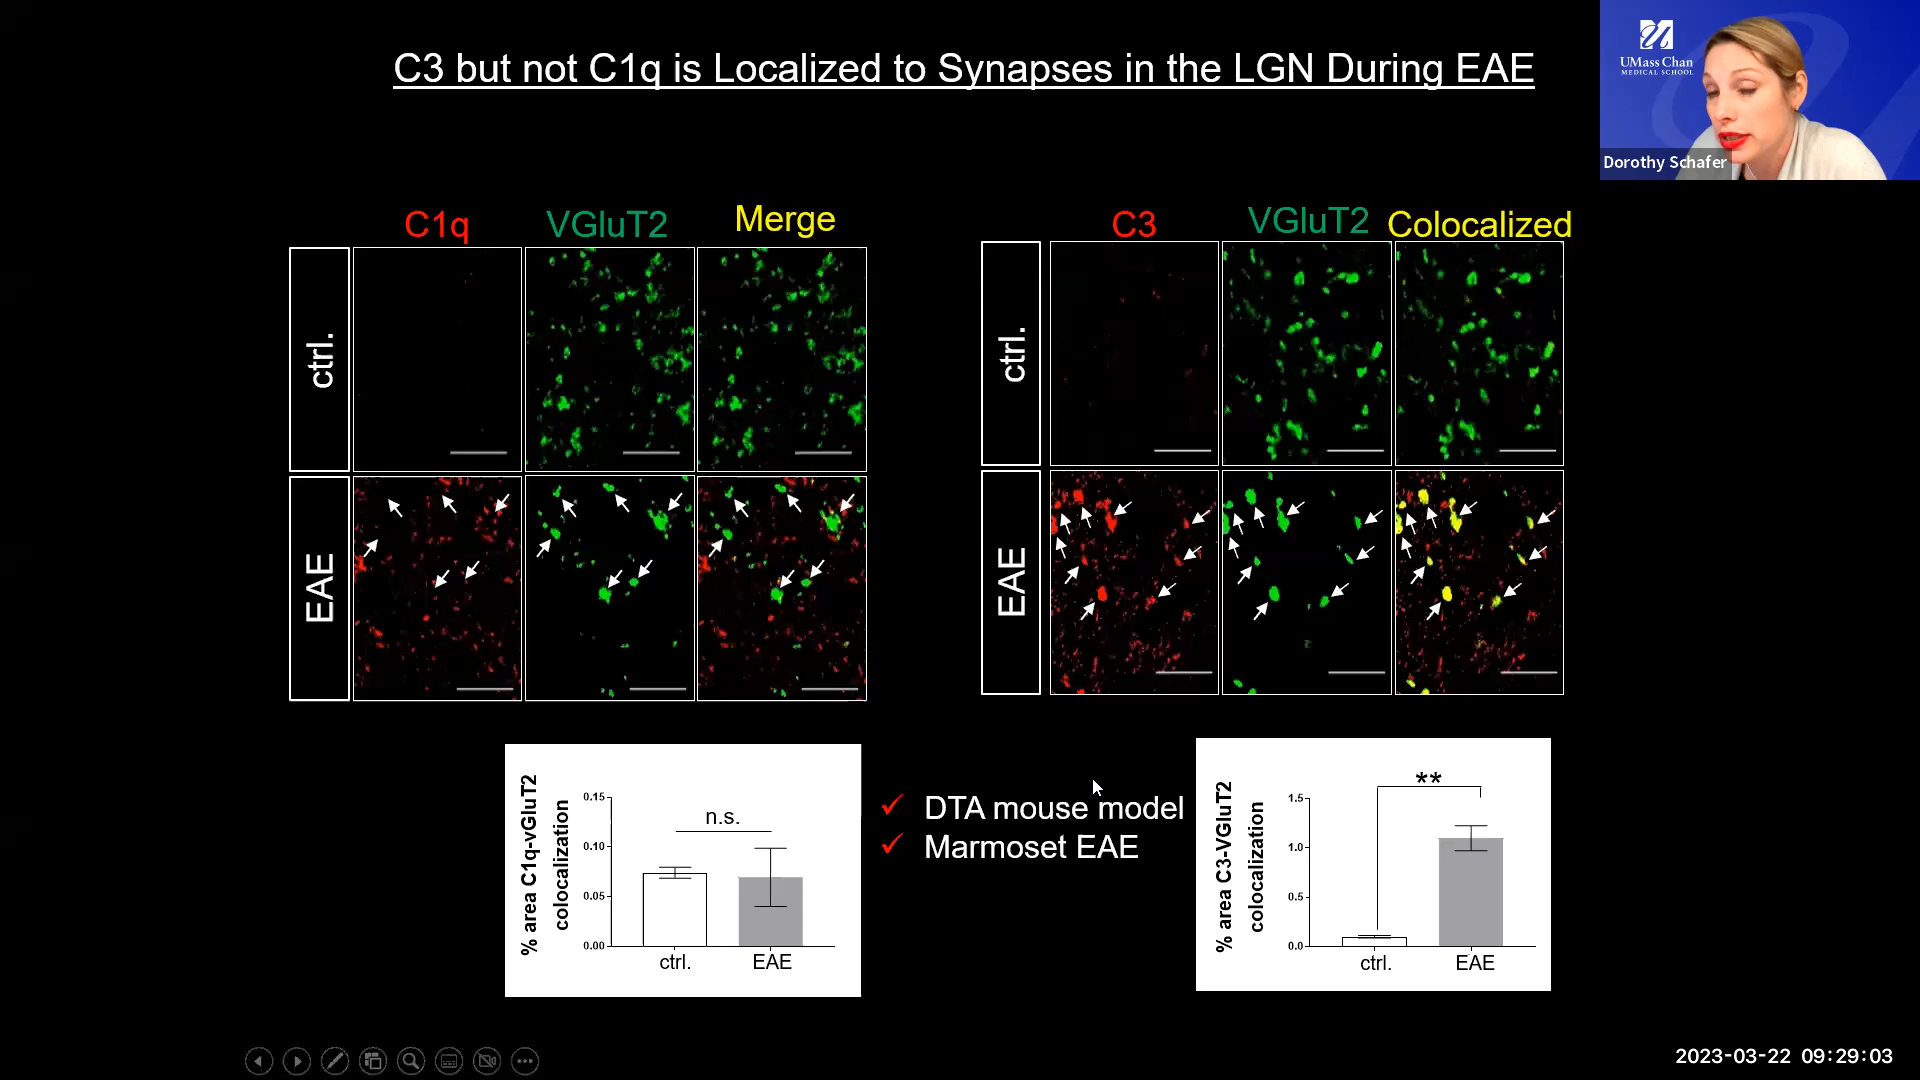 C3 but not C1q is Localized to Synapses in the LGN During EAE
UMass Chan
MEDICAL SCHOOL
Dorothy Schafer
C1q
VGluT2
Merge
ctrl.
EAE
C3
VGluT2
Colocalized
ctrl.
EAE
% area C1q-vGluT2
colocalization
0.15
0.10
0.05
0.00
n.s.
ctrl.
EAE
DTA mouse model
Marmoset EAE
% area C3-VGluT2
colocalization
1.5
1.0
0.5
0.0
**
ctrl.
EAE
2023-03-22 09:29:03